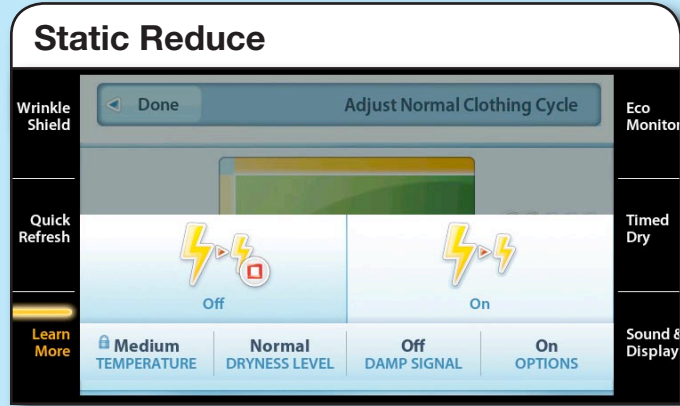 Static Reduce
Wrinkle
Shield
Quick
Refresh
Learn
More
Done
Adjust Normal Clothing Cycle
Off
On
Medium
TEMPERATURE
Normal
DRYNESS LEVEL
Off
DAMP SIGNAL
On
OPTIONS
Eco
Monitor
Timed
Dry
Sound &
Display